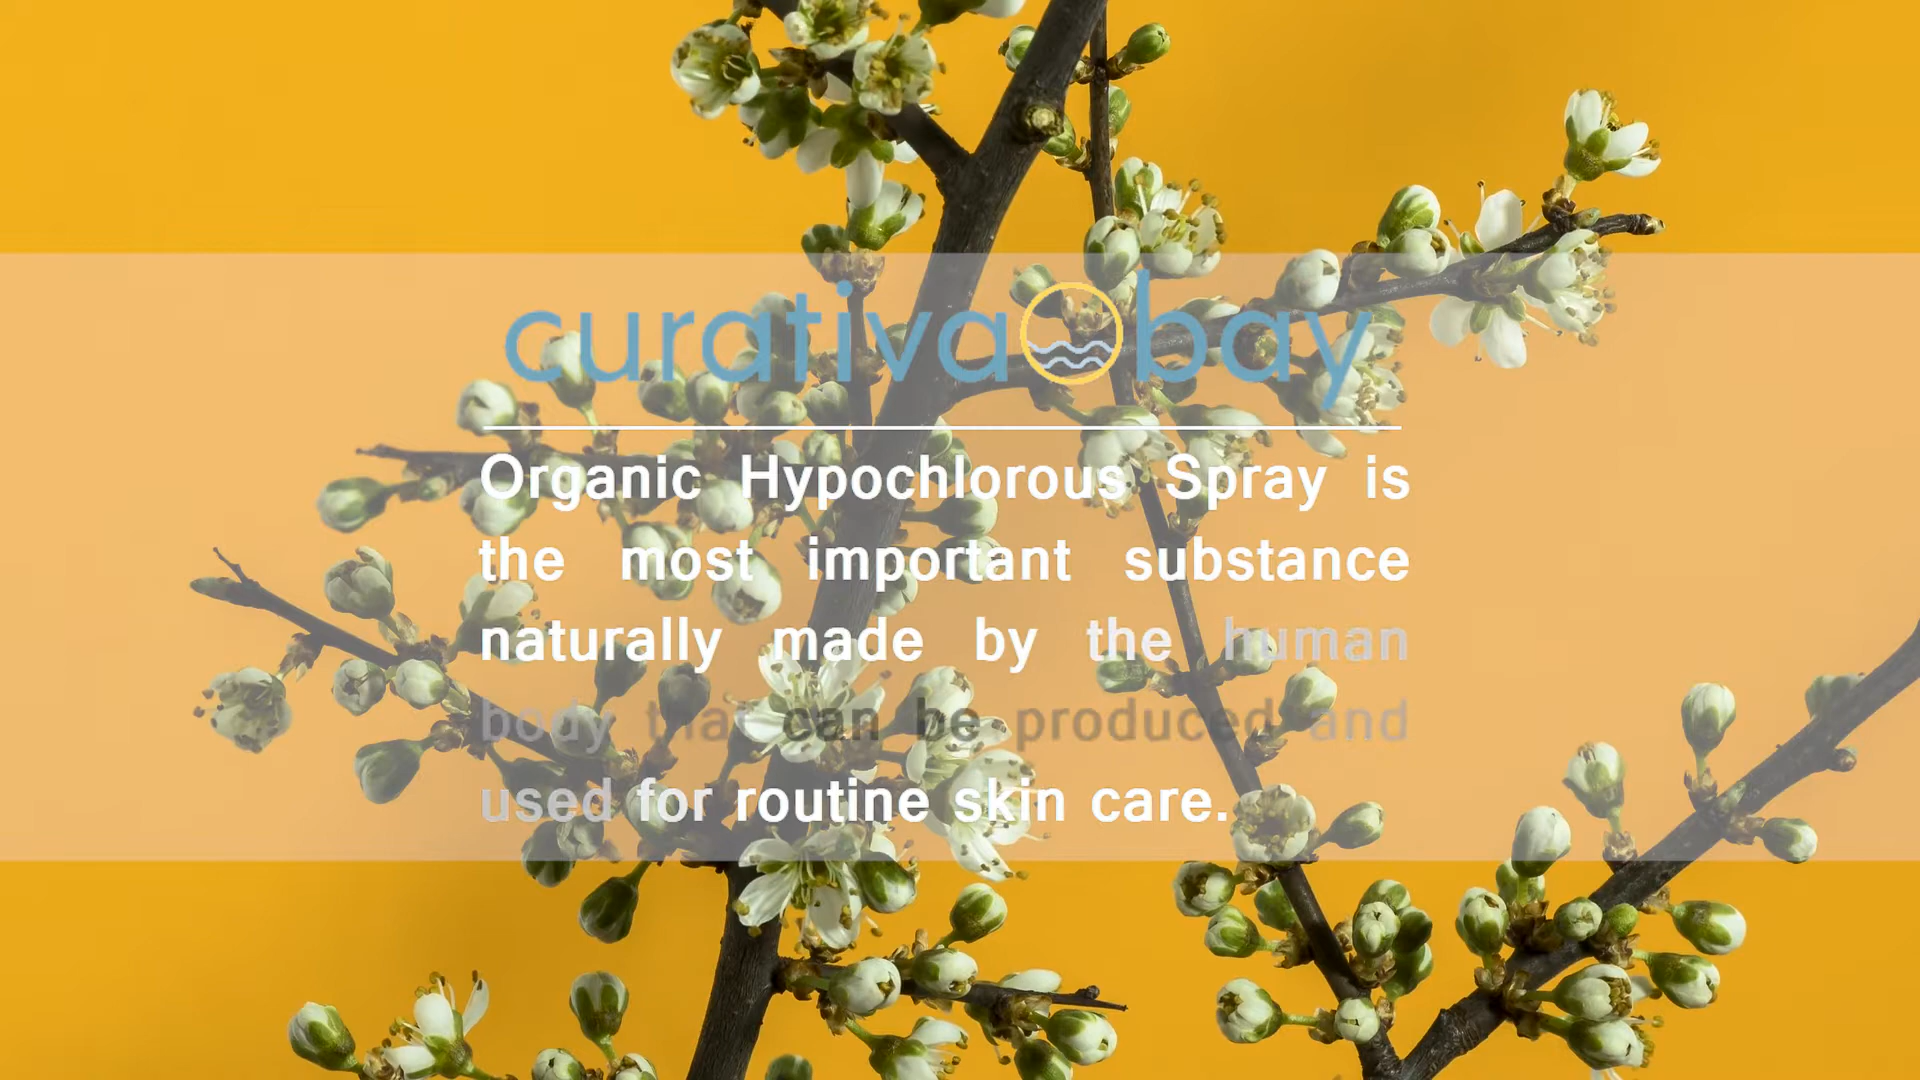 curativa bay
Organic Hypochlorous Spray is
the most important substance
naturally made by the human
body that can be produced and
used for routine skin care.